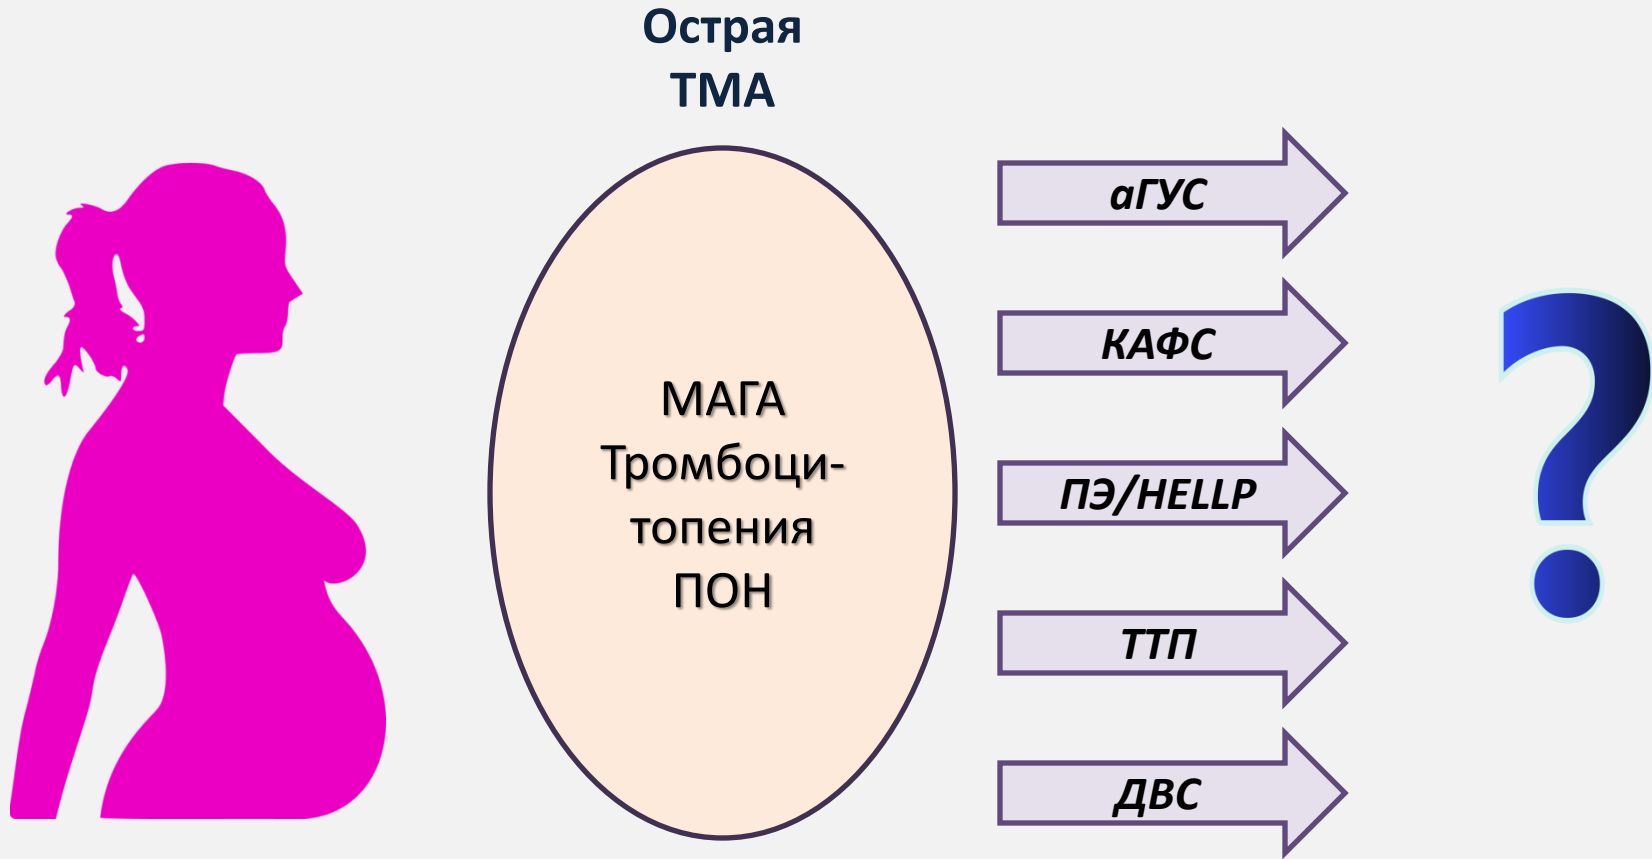 Острая
ТМА
МАГА
Тромбоци-
топения
ПОН
аГУС
КАФС
ПЭ/HELLP
ТТП
ДВС
?